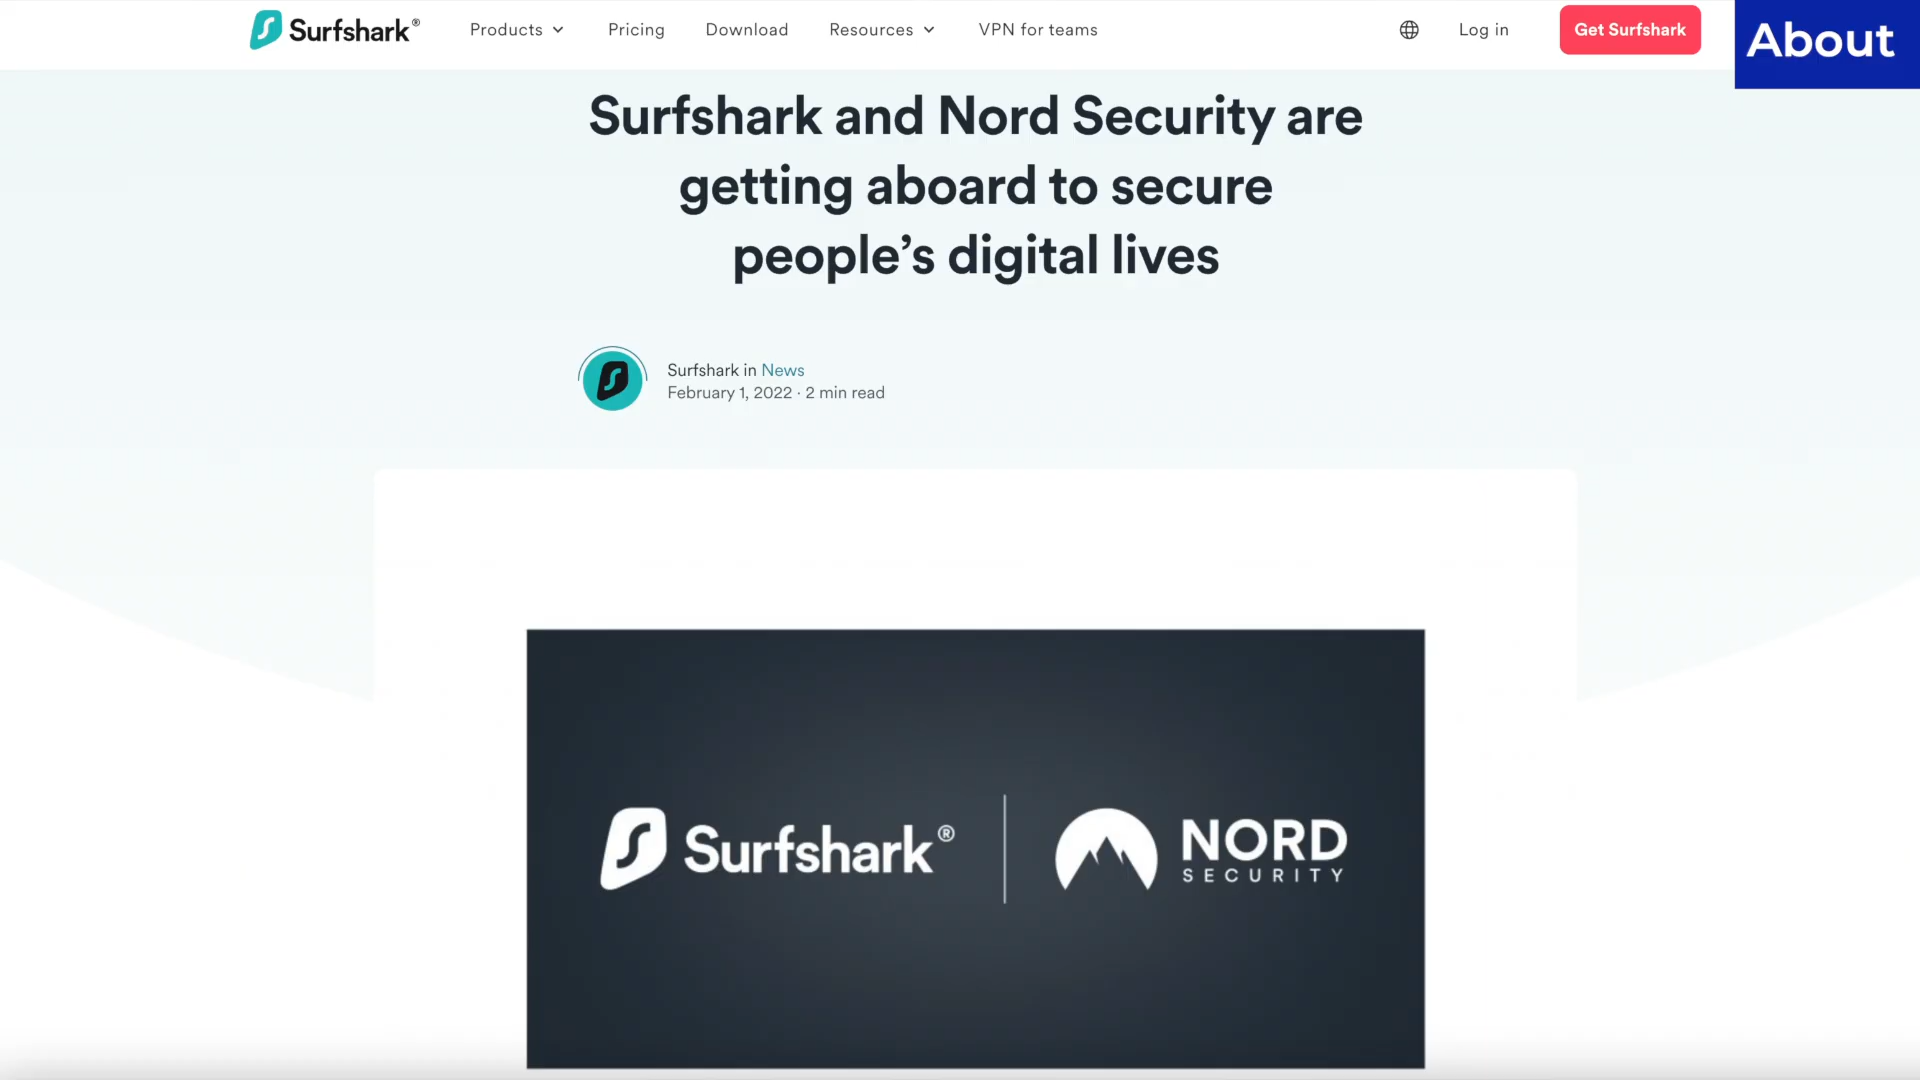 Surfshark®
Products
Pricing
Download
Resources
VPN for teams
Log in
Get Surfshark
About
Surfshark and Nord Security are
getting aboard to secure
people’s digital lives
Surfshark in News
February 1, 2022 · 2 min read
Surfshark®
NORD
SECURITY